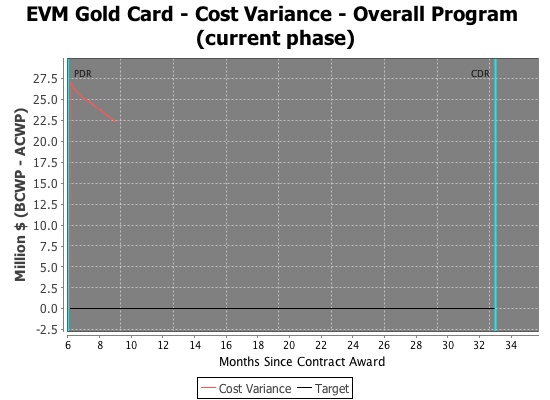 EVM Gold Card - Cost Variance - Overall Program
(current phase)
Million $ (BCWP - ACWP)
27.5
25.0
22.5
20.0
17.5
15.0
12.5
10.0
7.5
5.0
2.5
0.0
-2.5
PDR
CDR
6 8 10 12 14 16 18 20 22 24 26 28 30 32 34
Months Since Contract Award
Cost Variance Target